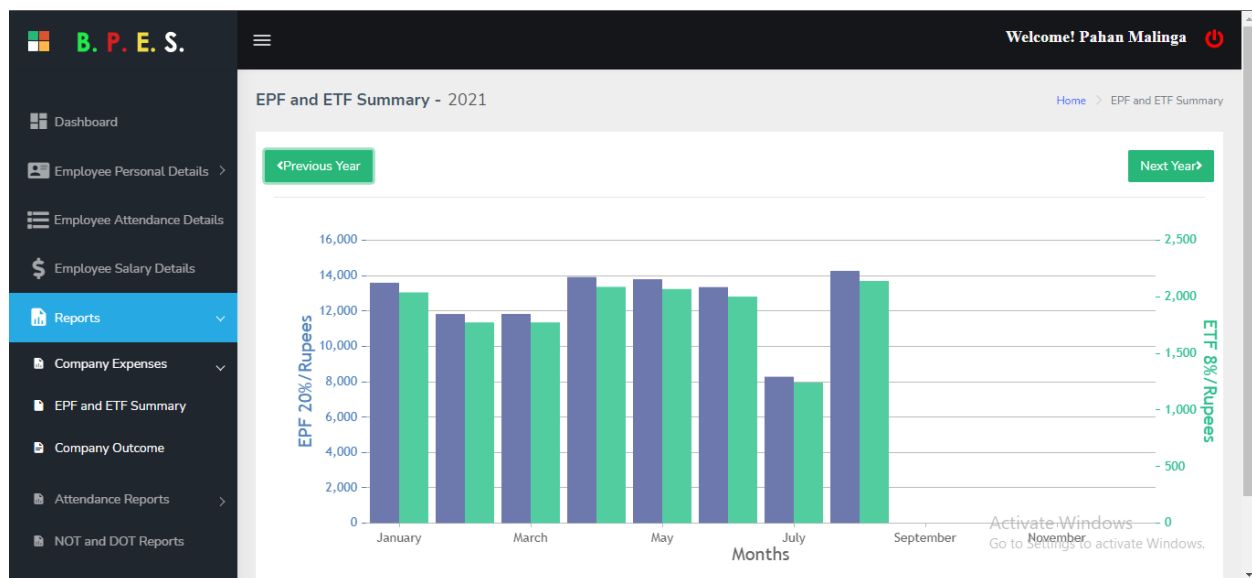 B. P. E. S.
Welcome! Pahan Malinga
Dashboard
Employee Personal Details
Employee Attendance Details
Employee Salary Details
Reports
Company Expenses
EPF and ETF Summary
Company Outcome
Attendance Reports
NOT and DOT Reports
EPF and ETF Summary - 2021
Home > EPF and ETF Summary
Previous Year
Next Year
16,000
14,000
12,000
10,000
8,000
6,000
4,000
2,000
0
EPF 20%/Rupees
2,500
2,000
1,500
1,000
500
0
ETF 8%/Rupees
January
March
May
July
September
November
Months
Activate Windows
Go to Settings to activate Windows.